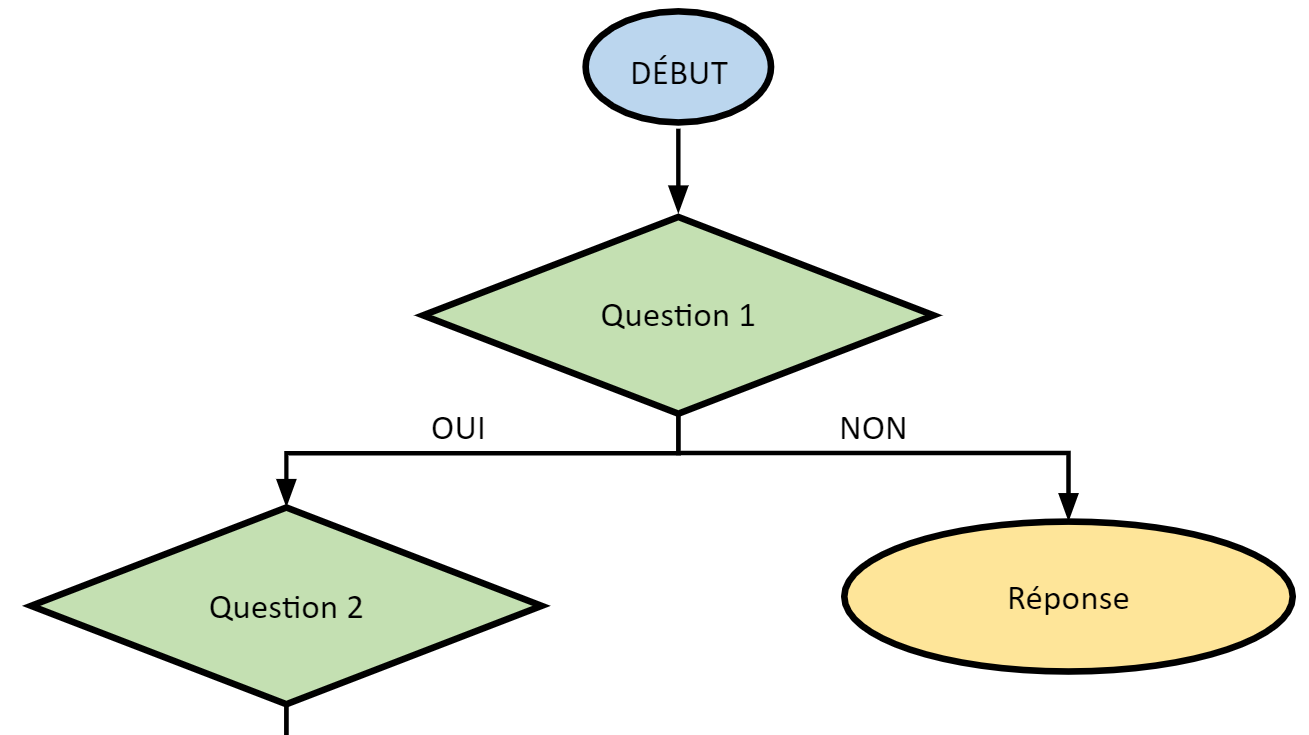 DÉBUT
Question 1
OUI
NON
Question 2
Réponse